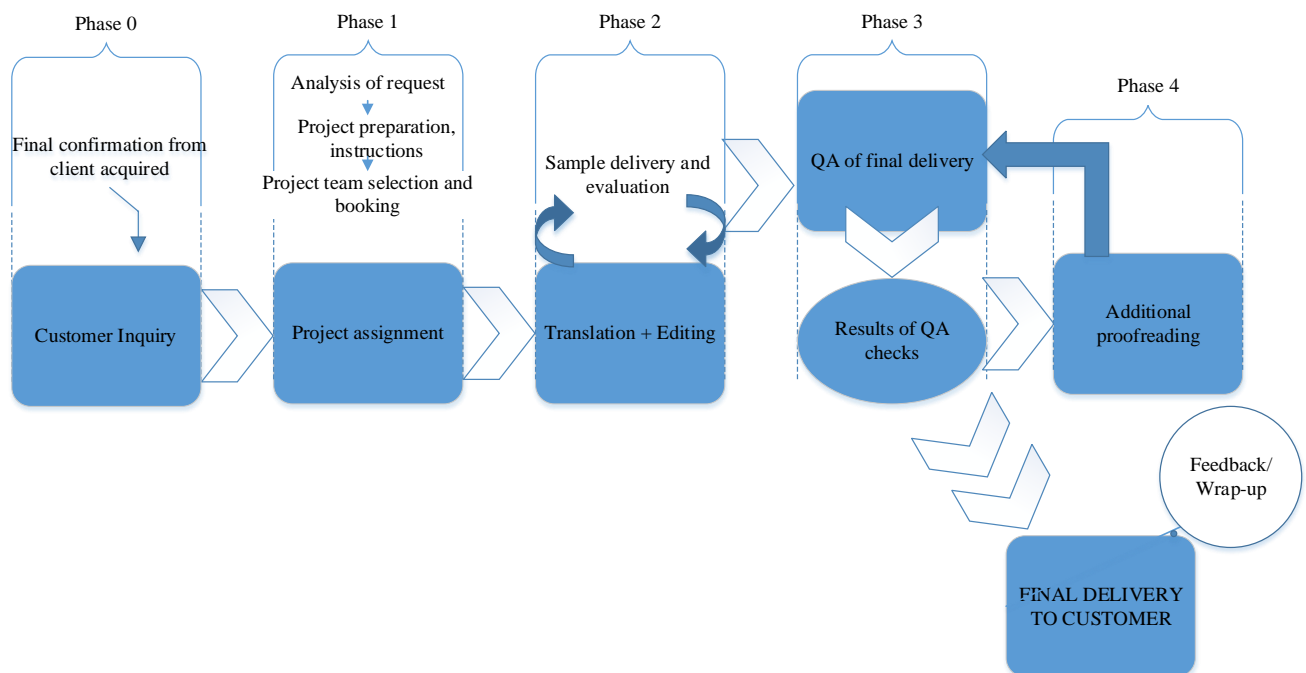 Phase 0
Phase 1
Phase 2
Phase 3
Phase 4
Final confirmation from
client acquired
Customer Inquiry
Analysis of request
Project preparation,
instructions
Project team selection and
booking
Project assignment
Sample delivery and
evaluation
Translation + Editing
QA of final delivery
Results of QA
checks
Additional
proofreading
Feedback/
Wrap-up
FINAL DELIVERY
TO CUSTOMER